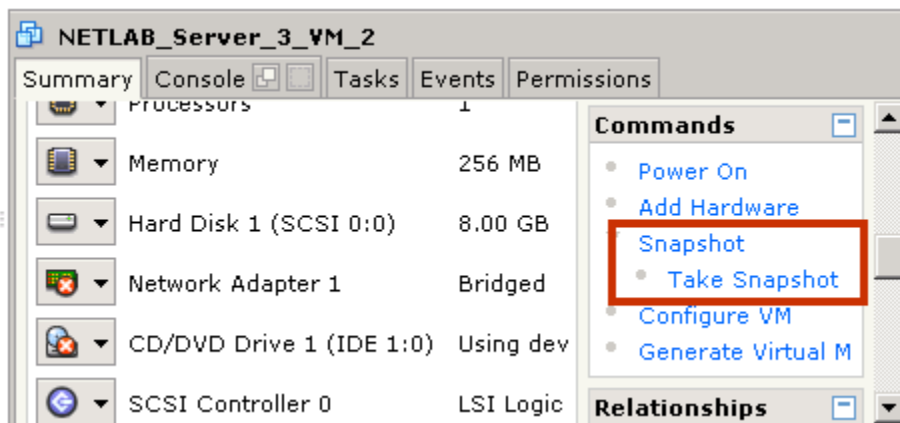 NETLAB_Server_3_VM_2
Summary Console Tasks Events Permissions
Processors 1
Memory 256 MB
Hard Disk 1 (SCSI 0:0) 8.00 GB
Network Adapter 1 Bridged
CD/DVD Drive 1 (IDE 1:0) Using dev
SCSI Controller 0 LSI Logic
Commands
Power On
Add Hardware
Snapshot
Take Snapshot
Configure VM
Generate Virtual M
Relationships